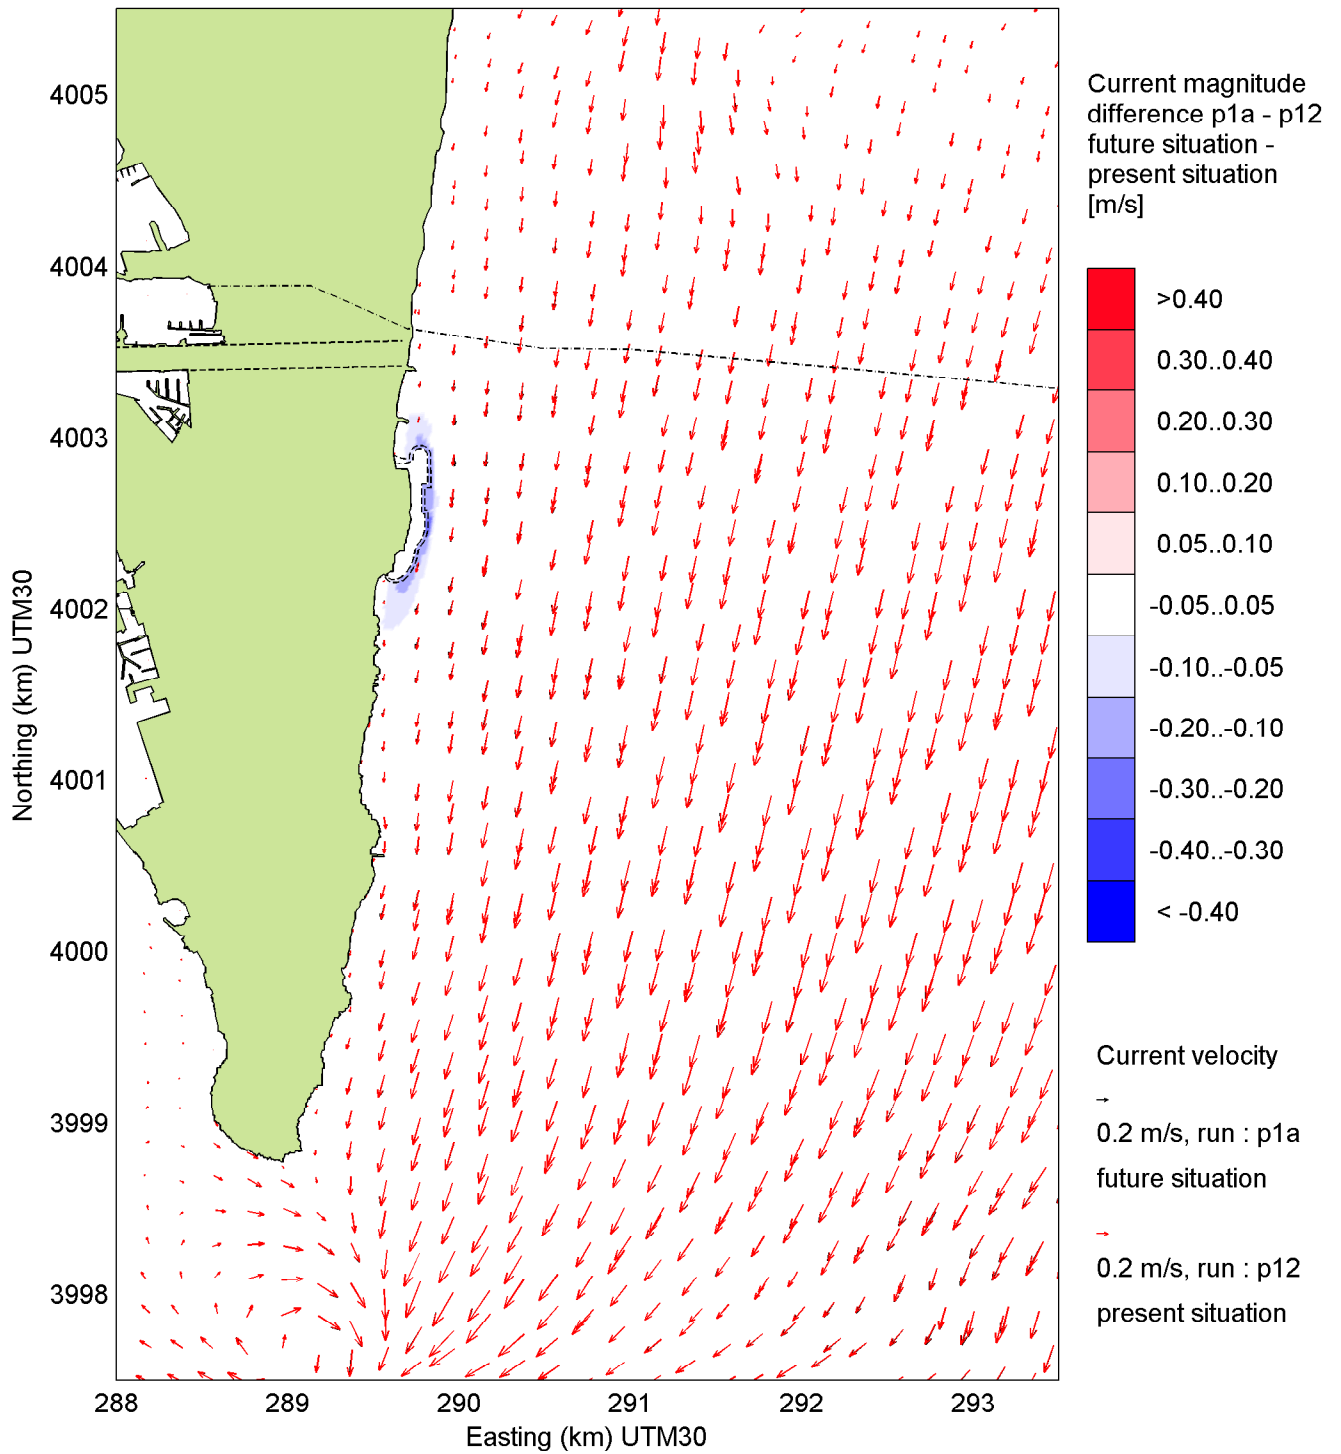 4005
4004
4003
4002
4001
4000
3999
3998
Northing (km) UTM30
288
289
290
291
292
293
Easting (km) UTM30
Current magnitude
difference p1a - p12
future situation -
present situation
[m/s]
>0.40
0.30..0.40
0.20..0.30
0.10..0.20
0.05..0.10
-0.05..0.05
-0.10..-0.05
-0.20..-0.10
-0.30..-0.20
-0.40..-0.30
< -0.40
Current velocity
0.2 m/s, run : p1a
future situation
0.2 m/s, run : p12
present situation